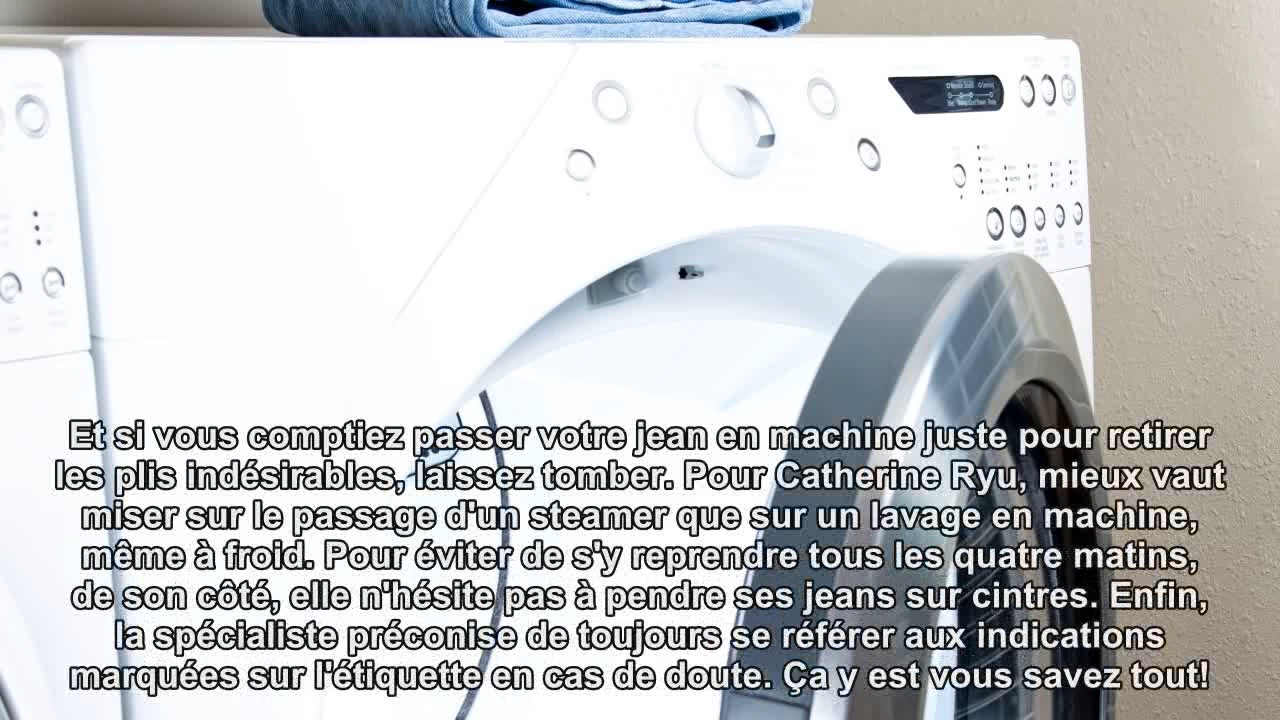 Et si vous comptiez passer votre jean en machine juste pour retirer
les plis indésirables, laissez tomber. Pour Catherine Ryu, mieux vaut
miser sur le passage d'un steamer que sur un lavage en machine,
même à froid. Pour éviter de s'y reprendre tous les quatre matins,
de son côté, elle n'hésite pas à pendre ses jeans sur cintres. Enfin,
la spécialiste préconise de toujours se référer aux indications
marquées sur l'étiquette en cas de doute. Ça y est vous savez tout!